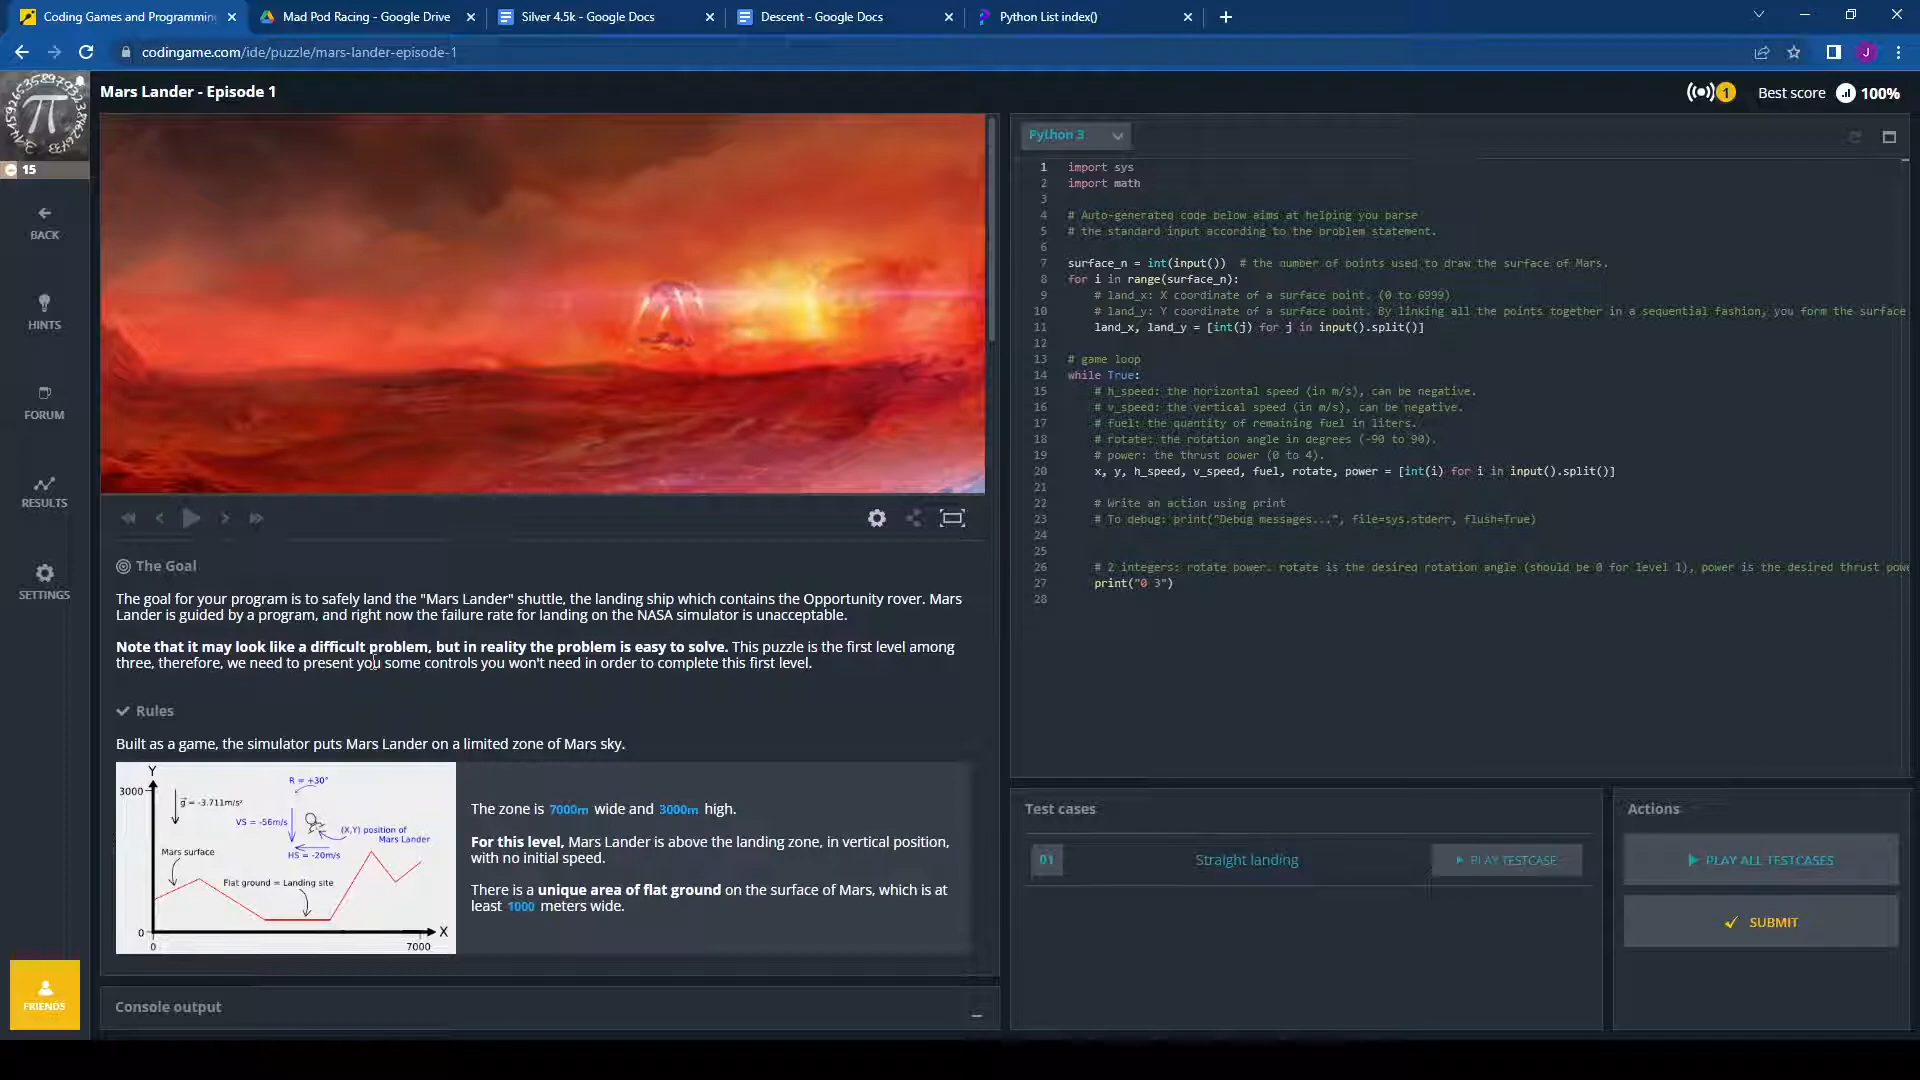 Coding Games and Programming
Mad Pod Racing - Google Drive
Silver 4.5k - Google Docs
Descent - Google Docs
Python List index()
codingame.com/ide/puzzle/mars-lander-episode-1
J
Mars Lander - Episode 1
1
Best score
100%
15
BACK
HINTS
FORUM
RESULTS
SETTINGS
FRIENDS
The Goal
The goal for your program is to safely land the "Mars Lander" shuttle, the landing ship which contains the Opportunity rover. Mars
Lander is guided by a program, and right now the failure rate for landing on the NASA simulator is unacceptable.
Note that it may look like a difficult problem, but in reality the problem is easy to solve. This puzzle is the first level among
three, therefore, we need to present you some controls you won't need in order to complete this first level.
Rules
Built as a game, the simulator puts Mars Lander on a limited zone of Mars sky.
Y
3000
g = -3.711m/s²
R = +30°
VS = -56m/s
(X,Y) position of
Mars Lander
HS = -20m/s
Mars surface
Flat ground = Landing site
0
X
0
7000
The zone is 7000m wide and 3000m high.
For this level, Mars Lander is above the landing zone, in vertical position,
with no initial speed.
There is a unique area of flat ground on the surface of Mars, which is at
least 1000 meters wide.
Console output
Python 3
1 import sys
2 import math
3
4 # Auto-generated code below aims at helping you parse
5 # the standard input according to the problem statement.
6
7 surface_n = int(input())  # the number of points used to draw the surface of Mars.
8 for i in range(surface_n):
9 # land_x: X coordinate of a surface point. (0 to 6999)
10 # land_y: Y coordinate of a surface point. By linking all the points together in a sequential fashion, you form the surface
11 land_x, land_y = [int(j) for j in input().split()]
12
13 # game loop
14 while True:
15 # h_speed: the horizontal speed (in m/s), can be negative.
16 # v_speed: the vertical speed (in m/s), can be negative.
17 # fuel: the quantity of remaining fuel in liters.
18 # rotate: the rotation angle in degrees (-90 to 90).
19 # power: the thrust power (0 to 4).
20 x, y, h_speed, v_speed, fuel, rotate, power = [int(i) for i in input().split()]
21
22 # Write an action using print
23 # To debug: print("Debug messages...", file=sys.stderr, flush=True)
24
25
26 # 2 integers: rotate power. rotate is the desired rotation angle (should be 0 for level 1), power is the desired thrust powe
27 print("0 3")
28
Test cases
01
Straight landing
PLAY TESTCASE
Actions
PLAY ALL TESTCASES
SUBMIT